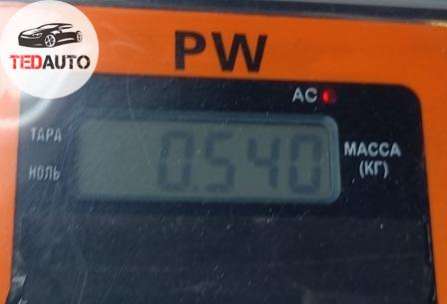 TEDAUTO
PW
AC
ТАРА
НОЛЬ
0.540
МАССА
(КГ)